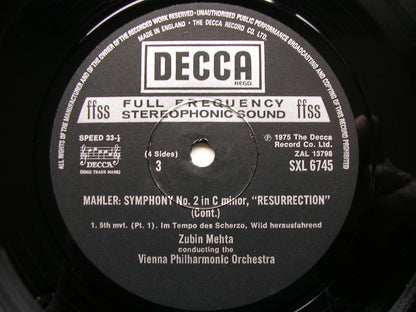 ALL RIGHTS OF THE MANUFACTURER AND OF THE OWNER OF THE RECORDED WORK RESERVED · UNAUTHORISED PUBLIC PERFORMANCE BROADCASTING AND COPYING OF THIS RECORD PROHIBITED
MADE IN ENGLAND, THE DECCA RECORD CO. LTD.
DECCA
REGD.
ffss FULL FREQUENCY ffss
STEREOPHONIC SOUND
SPEED 33⅓
℗ 1975 The Decca
Record Co. Ltd.
ZAL 13798
DECCA
(REGD. TRADE MARK)
(4 Sides)
3
SXL 6745
MAHLER: SYMPHONY No. 2 in C minor, "RESURRECTION"
(Cont.)
1. 5th mvt. (Pt. 1). Im Tempo des Scherzo, Wild herausfahrend
Zubin Mehta
conducting the
Vienna Philharmonic Orchestra